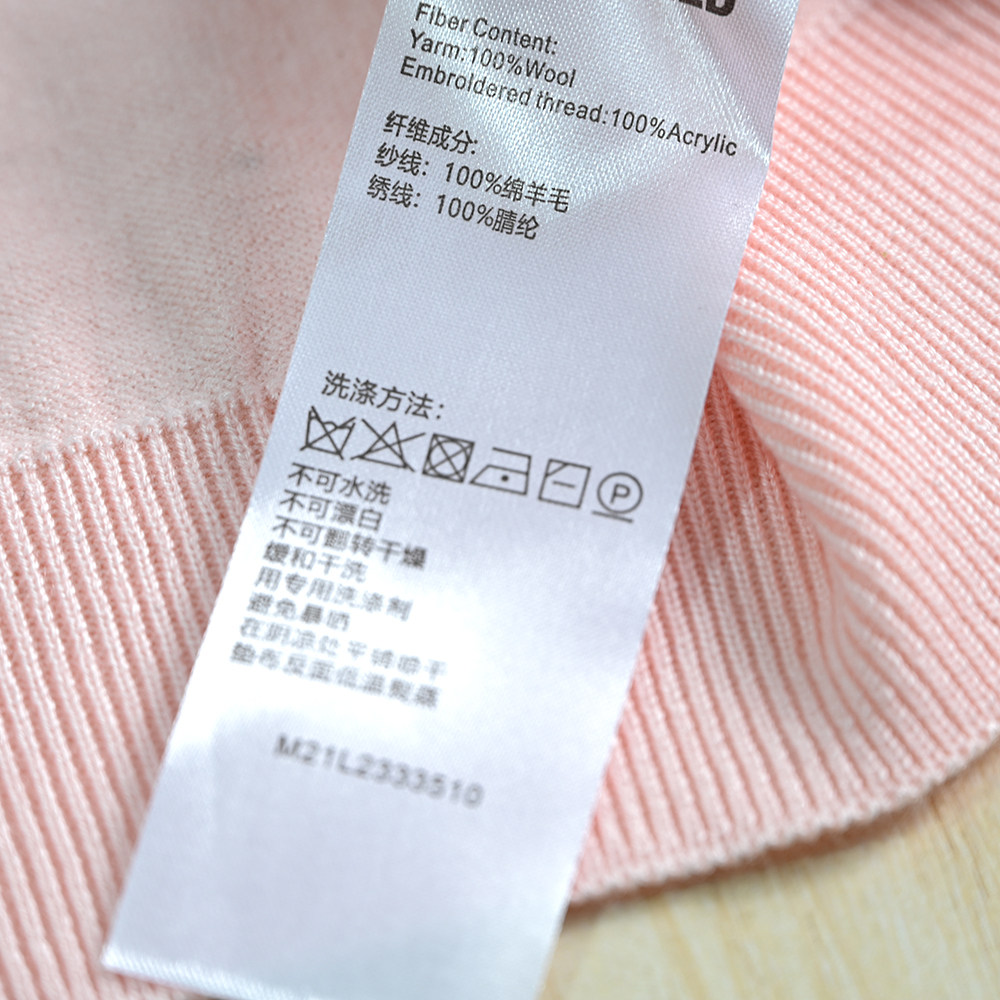 FIber Content:
Yarm:100%Wool
Embroldered thread:100%Acrylic
纤维成分:
纱线：100%绵羊毛
绣线：100%腈纶
洗涤方法：
P
不可水洗
不可漂白
不可翻转干燥
缓和干洗
用专用洗涤剂
避免暴晒
在阴凉处平铺晾干
垫布反面低温熨烫
M21L2333510